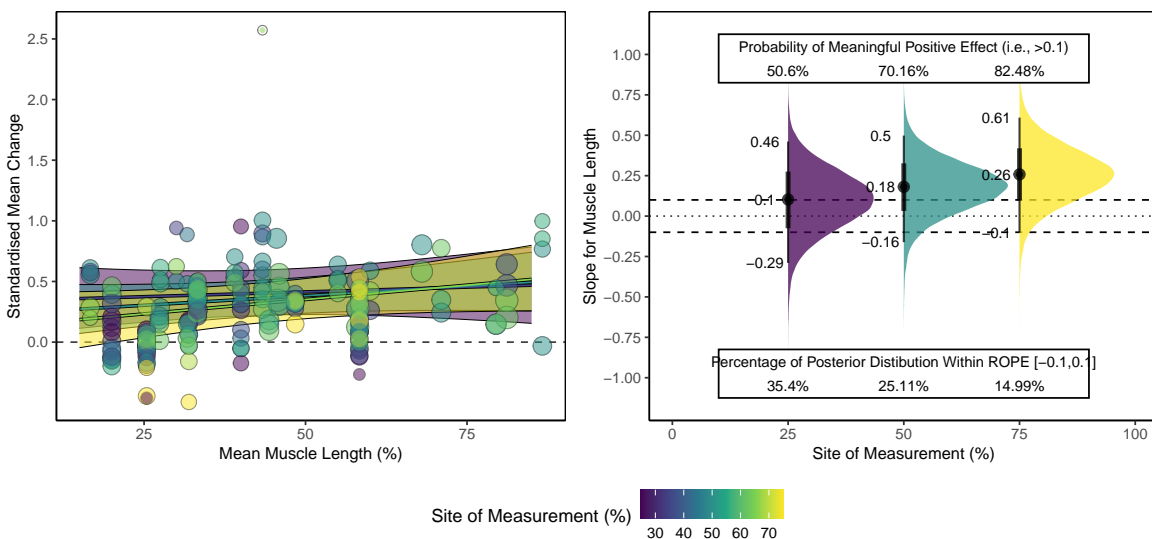 Standardised Mean Change
2.5
2.0
1.5
1.0
0.5
0.0
25 50 75
Mean Muscle Length (%)
Slope for Muscle Length
1.00
0.75
0.50
0.25
0.00
−0.25
−0.50
−0.75
−1.00
Probability of Meaningful Positive Effect (i.e., >0.1)
50.6% 70.16% 82.48%
0.46 0.5 0.61
0.1 0.18 0.26
−0.29 −0.16 −0.1
Percentage of Posterior Distibution Within ROPE [−0.1,0.1]
35.4% 25.11% 14.99%
0 25 50 75 100
Site of Measurement (%)
Site of Measurement (%)
30 40 50 60 70